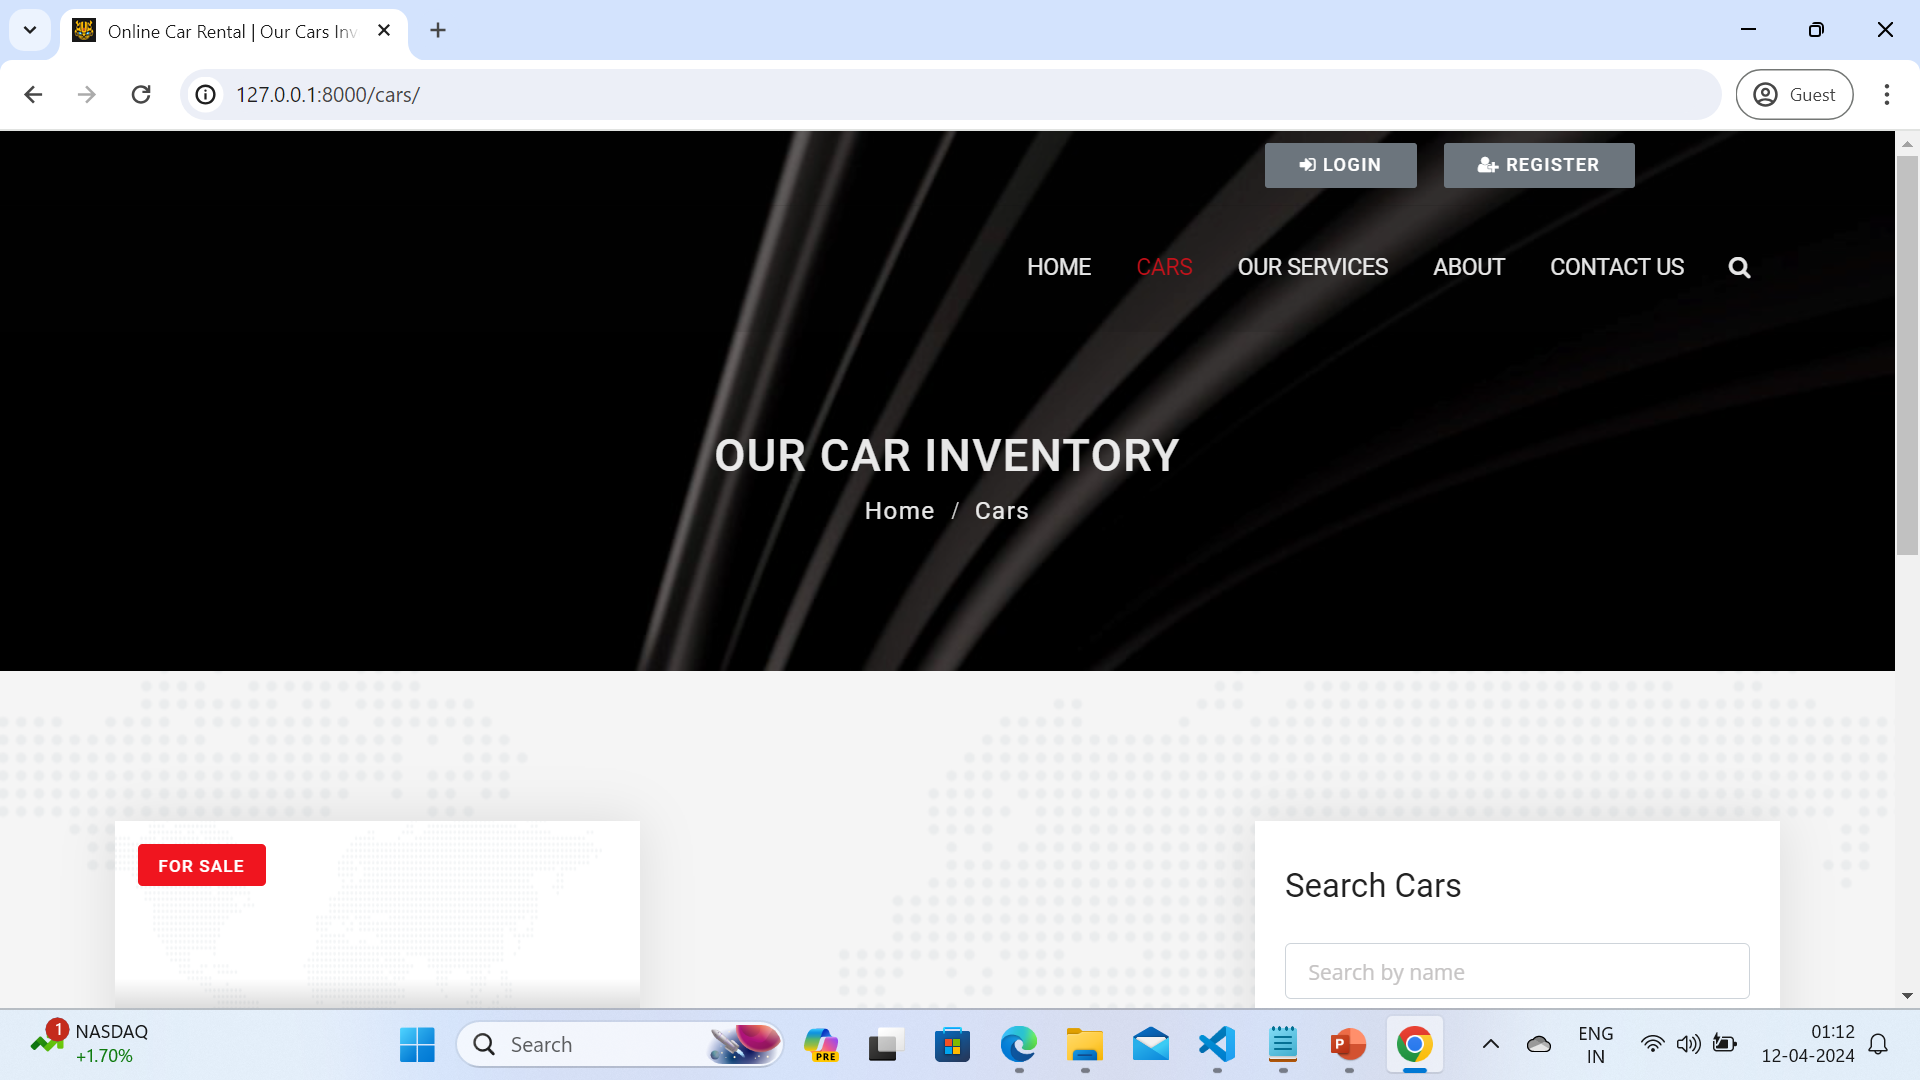 Online Car Rental | Our Cars Inv
127.0.0.1:8000/cars/
Guest
LOGIN
REGISTER
HOME
CARS
OUR SERVICES
ABOUT
CONTACT US
OUR CAR INVENTORY
Home / Cars
FOR SALE
Search Cars
Search by name
1
NASDAQ
+1.70%
Search
PRE
P
ENG
IN
01:12
12-04-2024